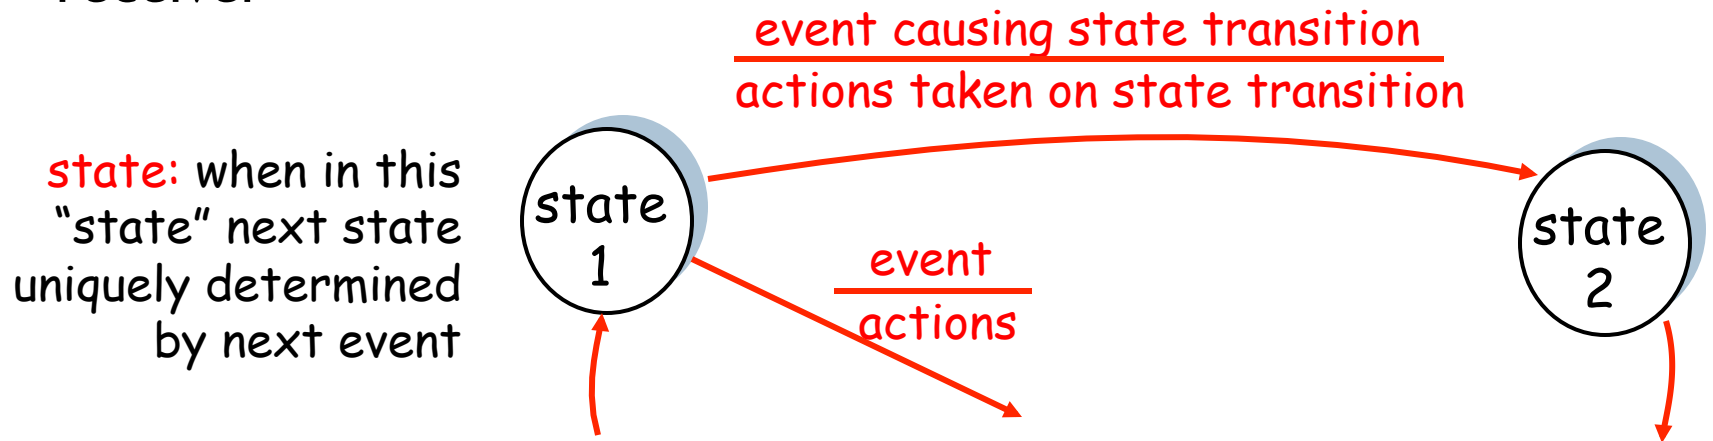 event causing state transition
actions taken on state transition
state: when in this
“state” next state
uniquely determined
by next event
state
1
event
actions
state
2